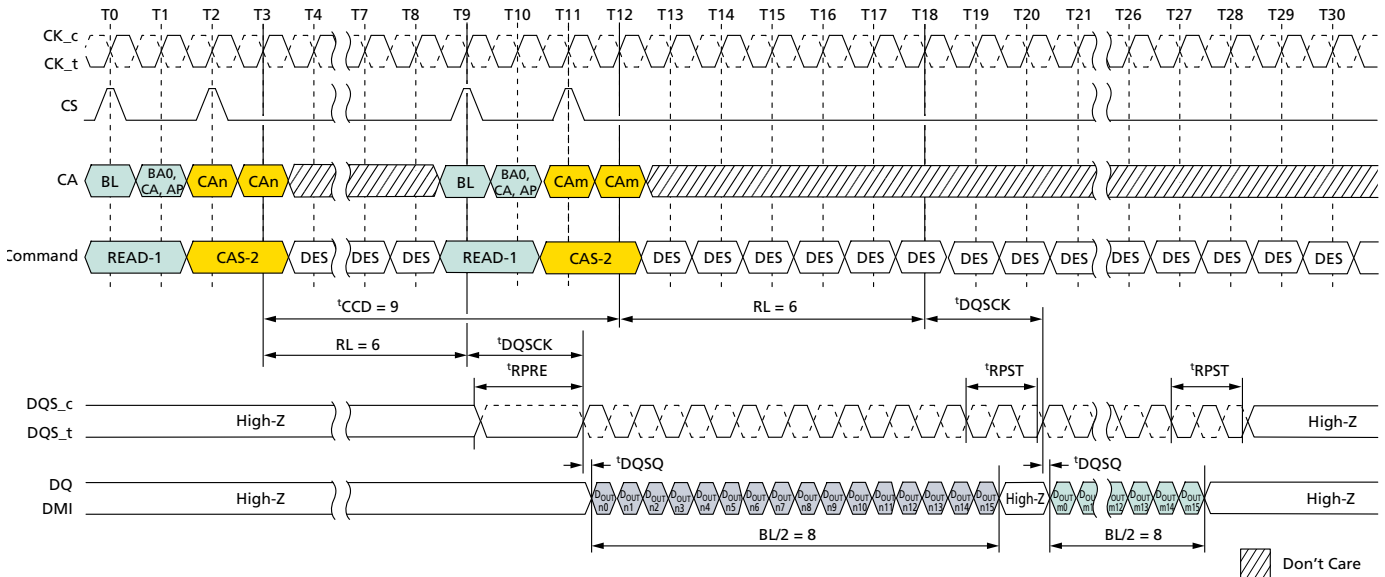 T0 T1 T2 T3 T4 T7 T8 T9 T10 T11 T12 T13 T14 T15 T16 T17 T18 T19 T20 T21 T26 T27 T28 T29 T30
CK_c
CK_t
CS
CA BL BA0, CA, AP CAn CAn BL BA0, CA, AP CAm CAm
Command READ-1 CAS-2 DES DES DES READ-1 CAS-2 DES DES DES DES DES DES DES DES DES DES DES DES DES DES
tCCD = 9 RL = 6 tDQSCK
RL = 6 tDQSCK
tRPRE tRPST tRPST
DQS_c
DQS_t High-Z High-Z
tDQSQ tDQSQ
DQ
DMI High-Z DOUT n0 DOUT n1 DOUT n2 DOUT n3 DOUT n4 DOUT n5 DOUT n6 DOUT n7 DOUT n8 DOUT n9 DOUT n10 DOUT n11 DOUT n12 DOUT n13 DOUT n14 DOUT n15 High-Z DOUT m0 DOUT m1 DOUT m12 DOUT m13 DOUT m14 DOUT m15 High-Z
BL/2 = 8 BL/2 = 8
Don't Care